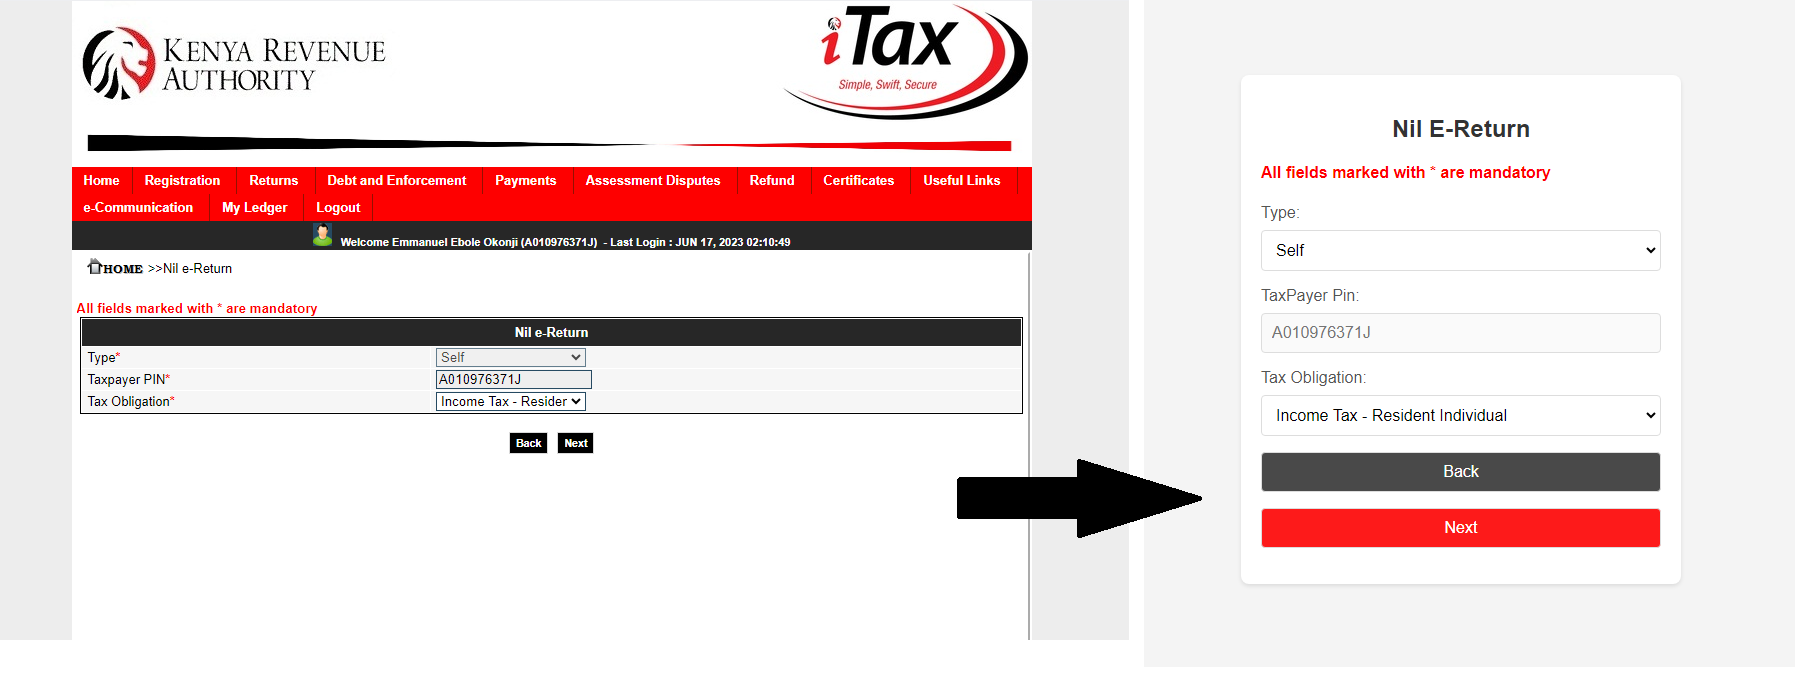 KENYA REVENUE
AUTHORITY
iTax
Simple, Swift, Secure
Home Registration Returns Debt and Enforcement Payments Assessment Disputes Refund Certificates Useful Links
e-Communication My Ledger Logout
Welcome Emmanuel Ebole Okonji (A010976371J) - Last Login : JUN 17, 2023 02:10:49
HOME >>Nil e-Return
All fields marked with * are mandatory
Nil e-Return
Type* Self
Taxpayer PIN* A010976371J
Tax Obligation* Income Tax - Resider
Back Next
Nil E-Return
All fields marked with * are mandatory
Type:
Self
TaxPayer Pin:
A010976371J
Tax Obligation:
Income Tax - Resident Individual
Back
Next